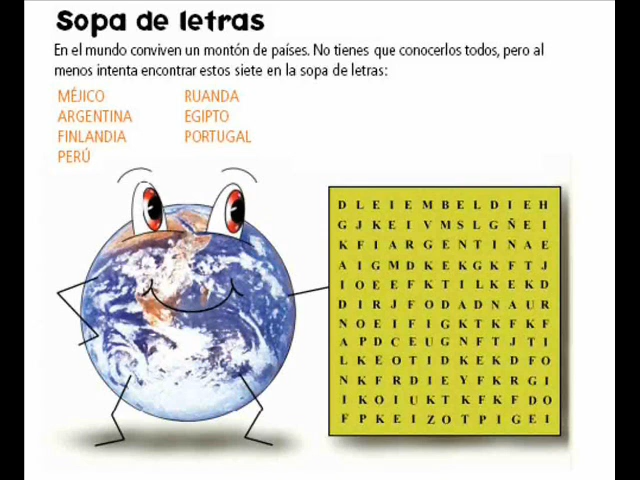 Sopa de letras
En el mundo conviven un montón de países. No tienes que conocerlos todos, pero al
menos intenta encontrar estos siete en la sopa de letras:
MÉJICO RUANDA
ARGENTINA EGIPTO
FINLANDIA PORTUGAL
PERÚ
D L E I E M B E L D I E H
G J K E I V M S L G Ñ E I
K F I A R G E N T I N A E
A I G M D K E K G K F T J
I O E E F K T I L K E K D
D I R J F O D A D N A U R
N O E I F I G K T K F K F
A P D C E U G N F T J T I
L K E O T I D K E K D F O
N K F R D I E Y F K R G I
I K O I U K T K F K F D O
F P K E I Z O T P I G E I